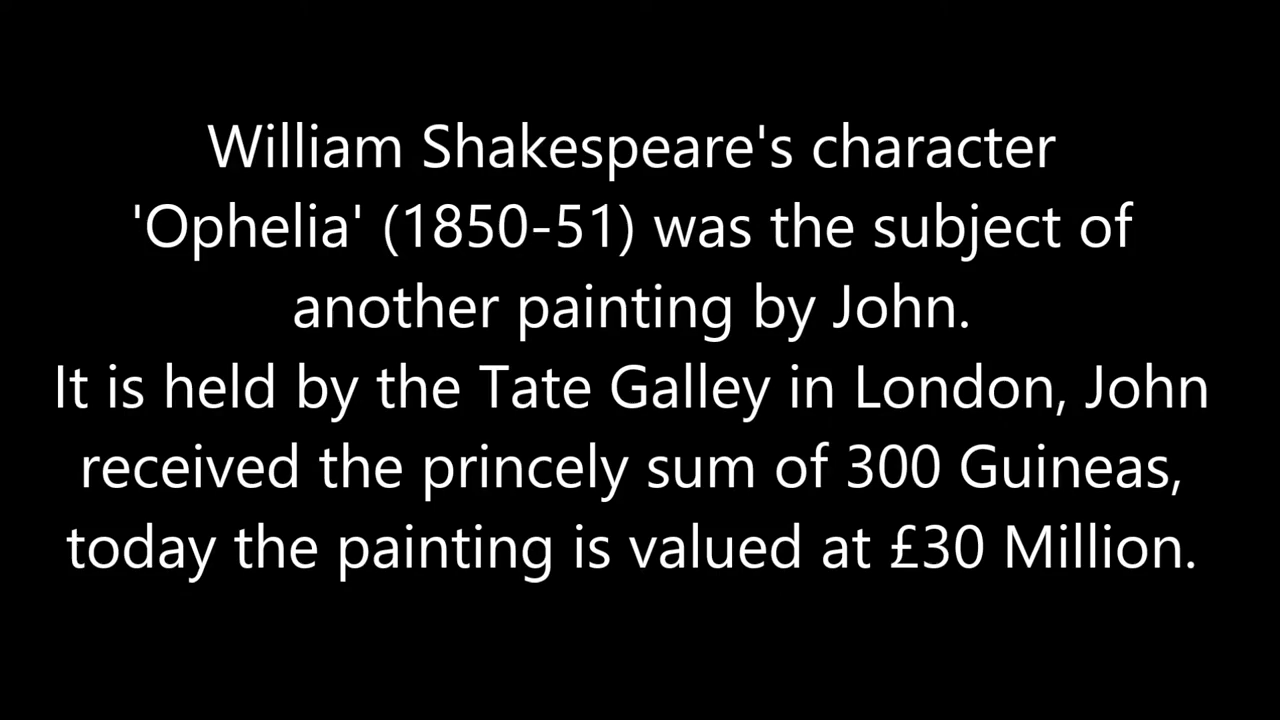 William Shakespeare's character
'Ophelia' (1850-51) was the subject of
another painting by John.
It is held by the Tate Galley in London, John
received the princely sum of 300 Guineas,
today the painting is valued at £30 Million.